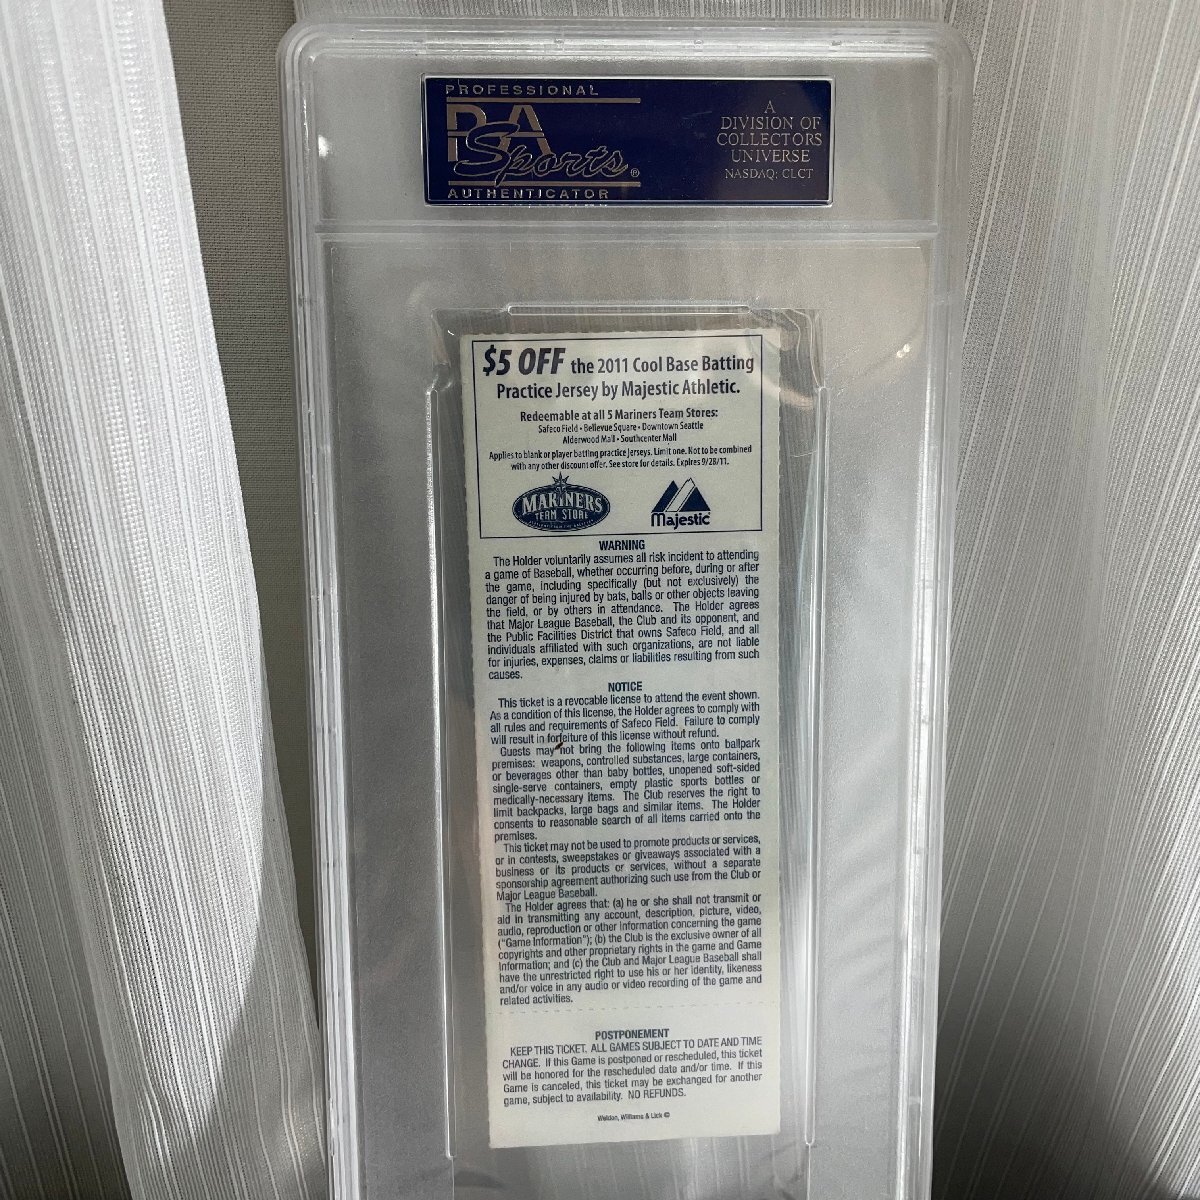 PROFESSIONAL
PSA
Sports®
AUTHENTICATOR
A
DIVISION OF
COLLECTORS
UNIVERSE
NASDAQ: CLCT
$5 OFF the 2011 Cool Base Batting
Practice Jersey by Majestic Athletic.
Redeemable at all 5 Mariners Team Stores:
Safeco Field • Bellevue Square • Downtown Seattle
Alderwood Mall • Southcenter Mall
Applies to blank or player batting practice jerseys. Limit one. Not to be combined
with any other discount offer. See store for details. Expires 9/28/11.
MARINERS
TEAM STORE
Majestic
WARNING
The Holder voluntarily assumes all risk incident to attending
a game of Baseball, whether occurring before, during or after
the game, including specifically (but not exclusively) the
danger of being injured by bats, balls or other objects leaving
the field, or by others in attendance. The Holder agrees
that Major League Baseball, the Club and its opponent, and
the Public Facilities District that owns Safeco Field, and all
individuals affiliated with such organizations, are not liable
for injuries, expenses, claims or liabilities resulting from such
causes.
NOTICE
This ticket is a revocable license to attend the event shown.
As a condition of this license, the Holder agrees to comply with
all rules and requirements of Safeco Field. Failure to comply
will result in forfeiture of this license without refund.
Guests may not bring the following items onto ballpark
premises: weapons, controlled substances, large containers,
or beverages other than baby bottles, unopened soft-sided
single-serve containers, empty plastic sports bottles or
medically-necessary items. The Club reserves the right to
limit backpacks, large bags and similar items. The Holder
consents to reasonable search of all items carried onto the
premises.
This ticket may not be used to promote products or services,
or in contests, sweepstakes or giveaways associated with a
business or its products or services, without a separate
sponsorship agreement authorizing such use from the Club or
Major League Baseball.
The Holder agrees that: (a) he or she shall not transmit or
aid in transmitting any account, description, picture, video,
audio, reproduction or other information concerning the game
("Game Information"); (b) the Club is the exclusive owner of all
copyrights and other proprietary rights in the game and Game
Information; and (c) the Club and Major League Baseball shall
have the unrestricted right to use his or her identity, likeness
and/or voice in any audio or video recording of the game and
related activities.
POSTPONEMENT
KEEP THIS TICKET. ALL GAMES SUBJECT TO DATE AND TIME
CHANGE. If this Game is postponed or rescheduled, this ticket
will be honored for the rescheduled date and/or time. If this
Game is canceled, this ticket may be exchanged for another
game, subject to availability. NO REFUNDS.
Weldon, Williams & Lick ©